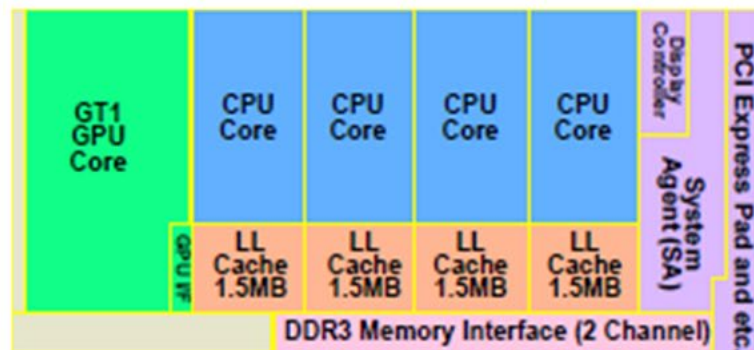 GT1
GPU
Core
GPU I/F
CPU
Core
CPU
Core
CPU
Core
CPU
Core
LL
Cache
1.5MB
LL
Cache
1.5MB
LL
Cache
1.5MB
LL
Cache
1.5MB
Display
Controller
System
Agent (SA)
PCI Express Pad and etc.
DDR3 Memory Interface (2 Channel)